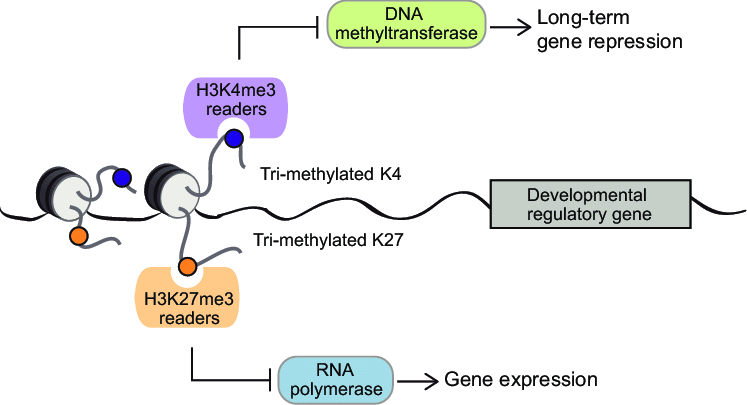 DNA
methyltransferase
Long-term
gene repression
H3K4me3
readers
Tri-methylated K4
Developmental
regulatory gene
Tri-methylated K27
H3K27me3
readers
RNA
polymerase
Gene expression